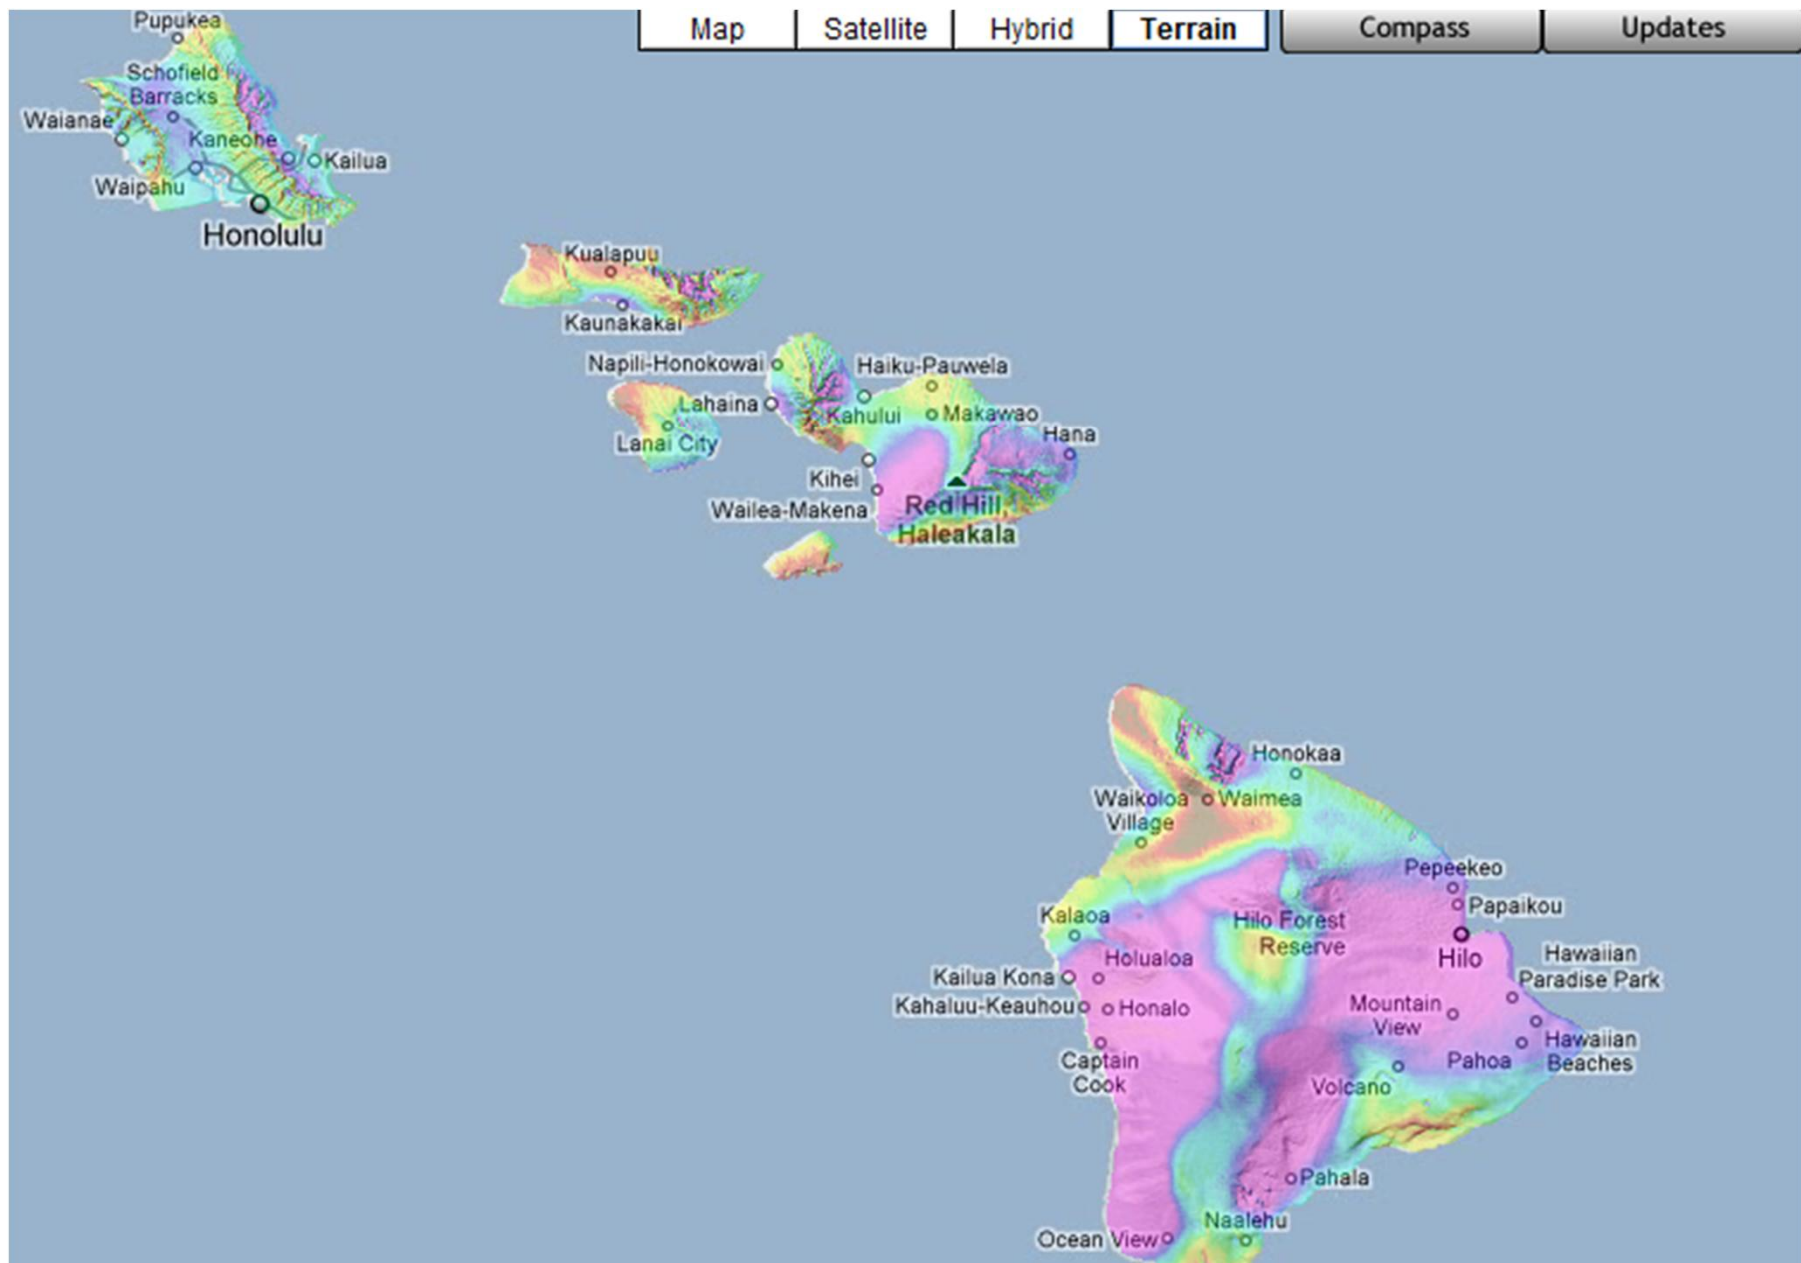 Pupukea
Map
Satellite
Hybrid
Terrain
Compass
Updates
Schofield
Barracks
Waianae
Kaneohe
Kailua
Waipahu
Honolulu
Kualapuu
Kaunakakai
Napili-Honokowai
Haiku-Pauwela
Lahaina
Kahului
Makawao
Lanai City
Hana
Kihei
Wailea-Makena
Red Hill,
Haleakala
Honokaa
Waikoloa
Village
Waimea
Pepeekeo
Papaikou
Kalaoa
Hilo Forest
Reserve
Hilo
Hawaiian
Paradise Park
Holualoa
Kailua Kona
Kahaluu-Keauhou
Honalo
Mountain
View
Captain
Cook
Pahoa
Hawaiian
Beaches
Volcano
Pahala
Naalehu
Ocean View